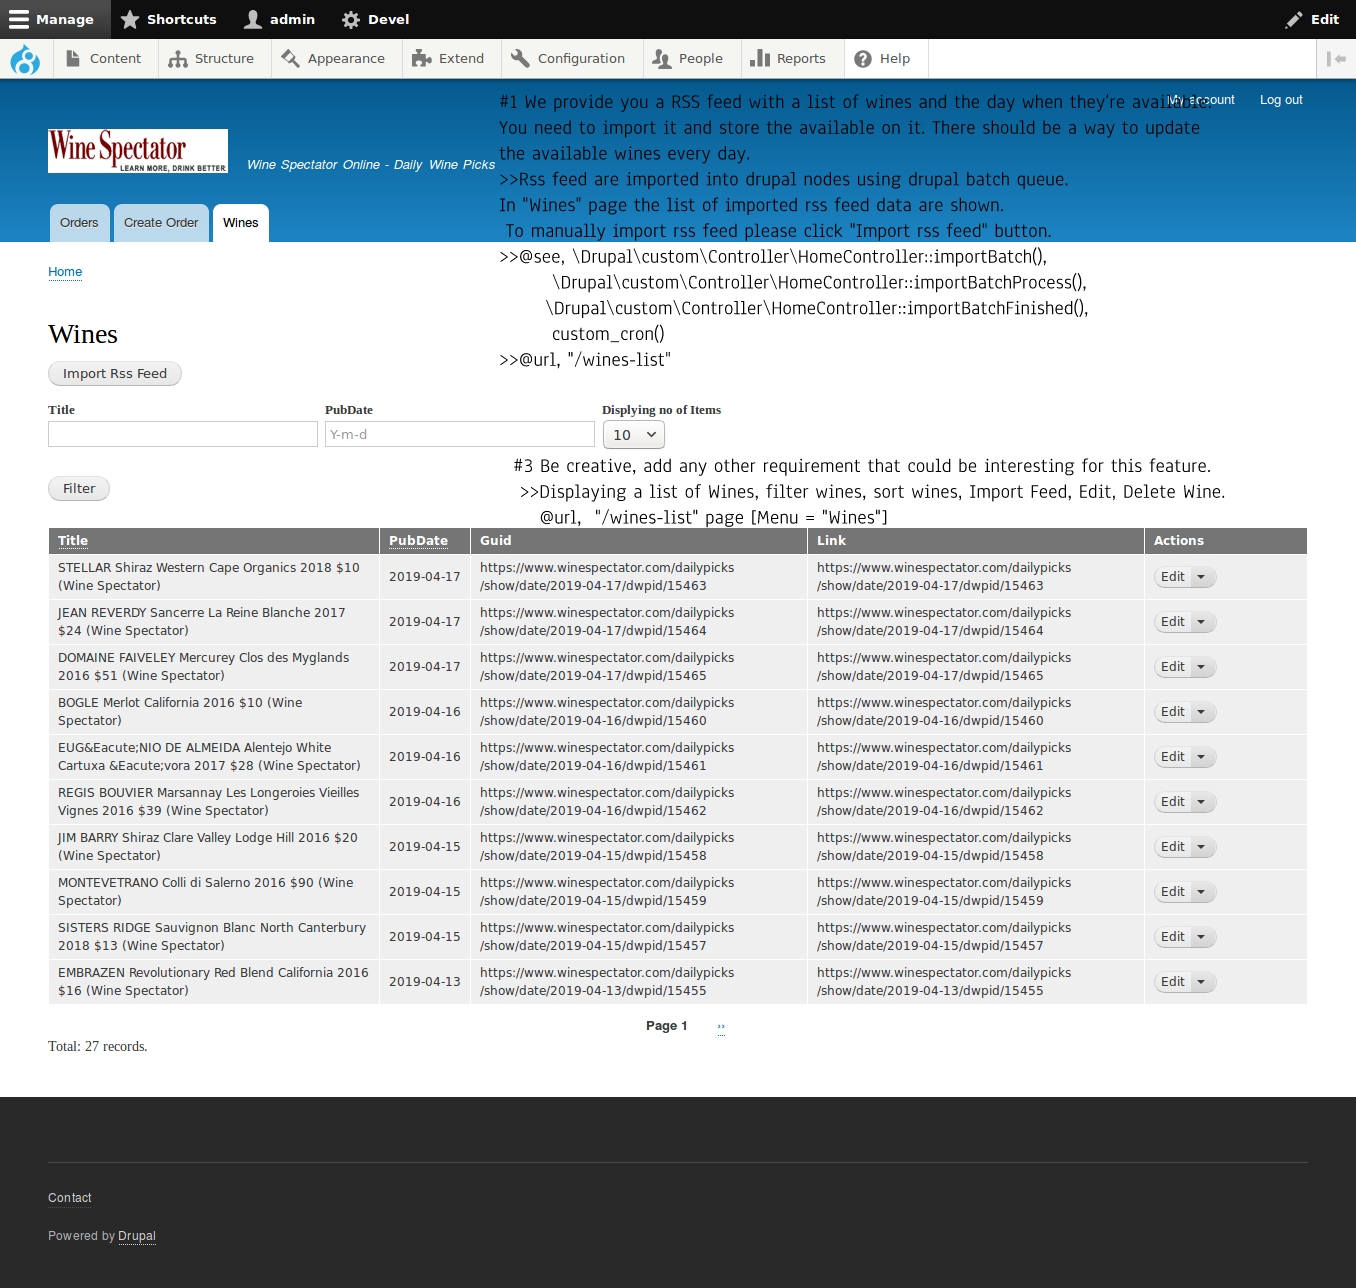 Manage Shortcuts admin Devel Edit
Content Structure Appearance Extend Configuration People Reports Help
My account Log out
#1 We provide you a RSS feed with a list of wines and the day when they're available.
You need to import it and store the available on it. There should be a way to update
the available wines every day.
Wine Spectator
LEARN MORE, DRINK BETTER
Wine Spectator Online - Daily Wine Picks
>>Rss feed are imported into drupal nodes using drupal batch queue.
In "Wines" page the list of imported rss feed data are shown.
To manually import rss feed please click "Import rss feed" button.
Orders Create Order Wines
>>@see, \Drupal\custom\Controller\HomeController::importBatch(),
\Drupal\custom\Controller\HomeController::importBatchProcess(),
\Drupal\custom\Controller\HomeController::importBatchFinished(),
custom_cron()
>>@url, "/wines-list"
Home
Wines
Import Rss Feed
Title PubDate Displying no of Items
Y-m-d 10
#3 Be creative, add any other requirement that could be interesting for this feature.
>>Displaying a list of Wines, filter wines, sort wines, Import Feed, Edit, Delete Wine.
@url, "/wines-list" page [Menu = "Wines"]
Filter
Title PubDate Guid Link Actions
STELLAR Shiraz Western Cape Organics 2018 $10 https://www.winespectator.com/dailypicks https://www.winespectator.com/dailypicks
(Wine Spectator) 2019-04-17 /show/date/2019-04-17/dwpid/15463 /show/date/2019-04-17/dwpid/15463 Edit
JEAN REVERDY Sancerre La Reine Blanche 2017 https://www.winespectator.com/dailypicks https://www.winespectator.com/dailypicks
$24 (Wine Spectator) 2019-04-17 /show/date/2019-04-17/dwpid/15464 /show/date/2019-04-17/dwpid/15464 Edit
DOMAINE FAIVELEY Mercurey Clos des Myglands https://www.winespectator.com/dailypicks https://www.winespectator.com/dailypicks
2016 $51 (Wine Spectator) 2019-04-17 /show/date/2019-04-17/dwpid/15465 /show/date/2019-04-17/dwpid/15465 Edit
BOGLE Merlot California 2016 $10 (Wine https://www.winespectator.com/dailypicks https://www.winespectator.com/dailypicks
Spectator) 2019-04-16 /show/date/2019-04-16/dwpid/15460 /show/date/2019-04-16/dwpid/15460 Edit
EUG&Eacute;NIO DE ALMEIDA Alentejo White https://www.winespectator.com/dailypicks https://www.winespectator.com/dailypicks
Cartuxa &Eacute;vora 2017 $28 (Wine Spectator) 2019-04-16 /show/date/2019-04-16/dwpid/15461 /show/date/2019-04-16/dwpid/15461 Edit
REGIS BOUVIER Marsannay Les Longeroies Vieilles https://www.winespectator.com/dailypicks https://www.winespectator.com/dailypicks
Vignes 2016 $39 (Wine Spectator) 2019-04-16 /show/date/2019-04-16/dwpid/15462 /show/date/2019-04-16/dwpid/15462 Edit
JIM BARRY Shiraz Clare Valley Lodge Hill 2016 $20 https://www.winespectator.com/dailypicks https://www.winespectator.com/dailypicks
(Wine Spectator) 2019-04-15 /show/date/2019-04-15/dwpid/15458 /show/date/2019-04-15/dwpid/15458 Edit
MONTEVETRANO Colli di Salerno 2016 $90 (Wine https://www.winespectator.com/dailypicks https://www.winespectator.com/dailypicks
Spectator) 2019-04-15 /show/date/2019-04-15/dwpid/15459 /show/date/2019-04-15/dwpid/15459 Edit
SISTERS RIDGE Sauvignon Blanc North Canterbury https://www.winespectator.com/dailypicks https://www.winespectator.com/dailypicks
2018 $13 (Wine Spectator) 2019-04-15 /show/date/2019-04-15/dwpid/15457 /show/date/2019-04-15/dwpid/15457 Edit
EMBRAZEN Revolutionary Red Blend California 2016 https://www.winespectator.com/dailypicks https://www.winespectator.com/dailypicks
$16 (Wine Spectator) 2019-04-13 /show/date/2019-04-13/dwpid/15455 /show/date/2019-04-13/dwpid/15455 Edit
Page 1 ››
Total: 27 records.
Contact
Powered by Drupal